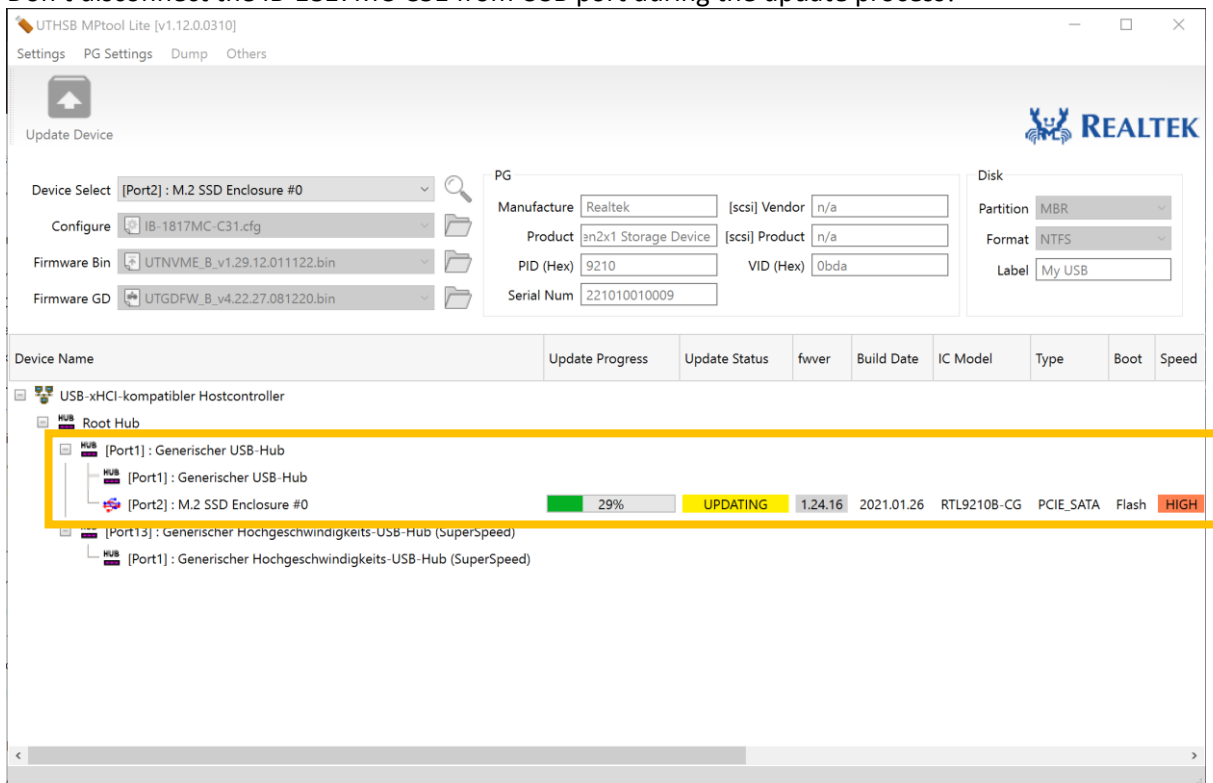 UTHSB MPtool Lite [v1.12.0.0310]
Settings PG Settings Dump Others
Update Device
REALTEK
Device Select [Port2] : M.2 SSD Enclosure #0
Configure IB-1817MC-C31.cfg
Firmware Bin UTNVME_B_v1.29.12.011122.bin
Firmware GD UTGDFW_B_v4.22.27.081220.bin
PG
Manufacture Realtek [scsi] Vendor n/a
Product en2x1 Storage Device [scsi] Product n/a
PID (Hex) 9210 VID (Hex) 0bda
Serial Num 221010010009
Disk
Partition MBR
Format NTFS
Label My USB
Device Name Update Progress Update Status fwver Build Date IC Model Type Boot Speed
USB-xHCI-kompatibler Hostcontroller
HUB Root Hub
HUB [Port1] : Generischer USB-Hub
HUB [Port1] : Generischer USB-Hub
[Port2] : M.2 SSD Enclosure #0 29% UPDATING 1.24.16 2021.01.26 RTL9210B-CG PCIE_SATA Flash HIGH
[Port13] : Generischer Hochgeschwindigkeits-USB-Hub (SuperSpeed)
HUB [Port1] : Generischer Hochgeschwindigkeits-USB-Hub (SuperSpeed)